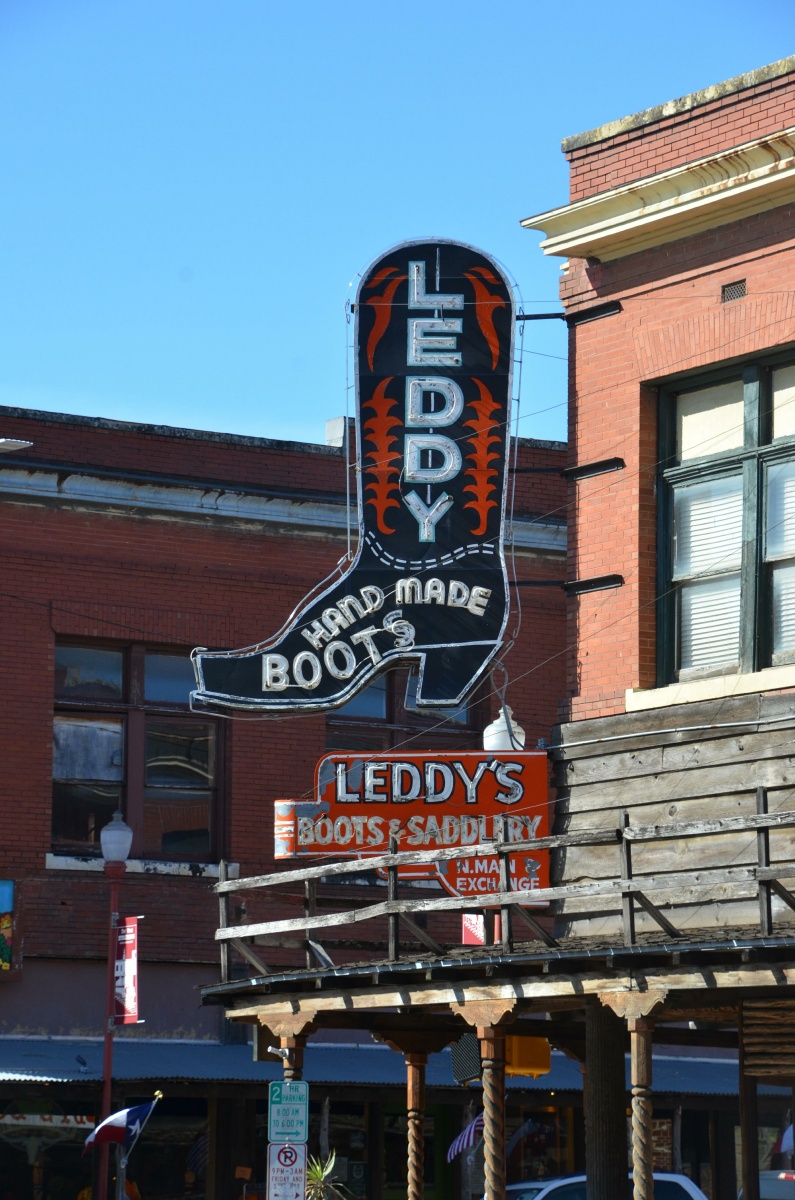 LEDDY
HAND MADE
BOOTS
LEDDY'S
BOOTS & SADDLERY
N.MAIN
EXCHANGE
2 HR
PARKING
8:00 AM
TO 6:00 PM
P
9PM-3AM
FRIDAY AND